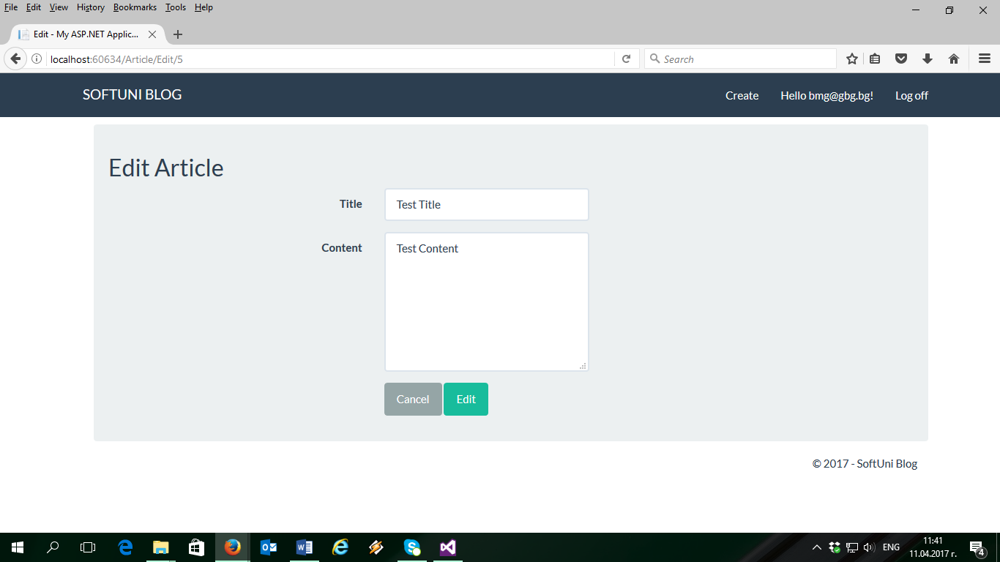 File Edit View History Bookmarks Tools Help
Edit - My ASP.NET Applic...
localhost:60634/Article/Edit/5
Search
SOFTUNI BLOG
Create Hello bmg@gbg.bg! Log off
Edit Article
Title Test Title
Content Test Content
Cancel Edit
© 2017 - SoftUni Blog
ENG
11:41
11.04.2017 г.
4